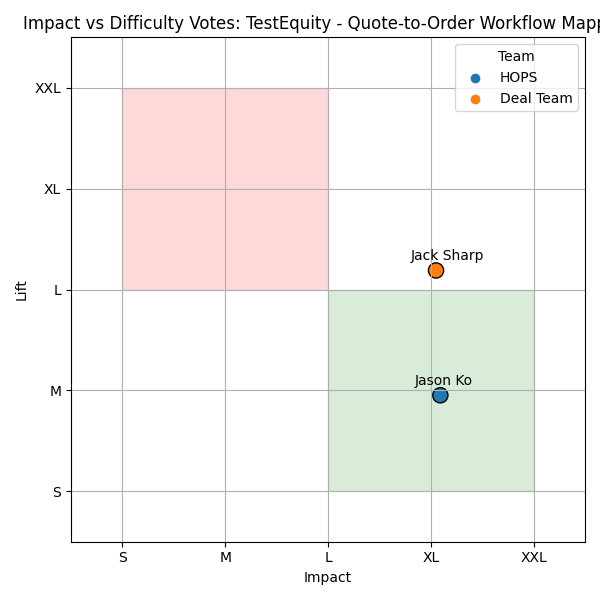 Impact vs Difficulty Votes: TestEquity - Quote-to-Order Workflow Mapp
Team
HOPS
Deal Team
XXL
XL
L
M
S
Lift
Jack Sharp
Jason Ko
S
M
L
XL
XXL
Impact